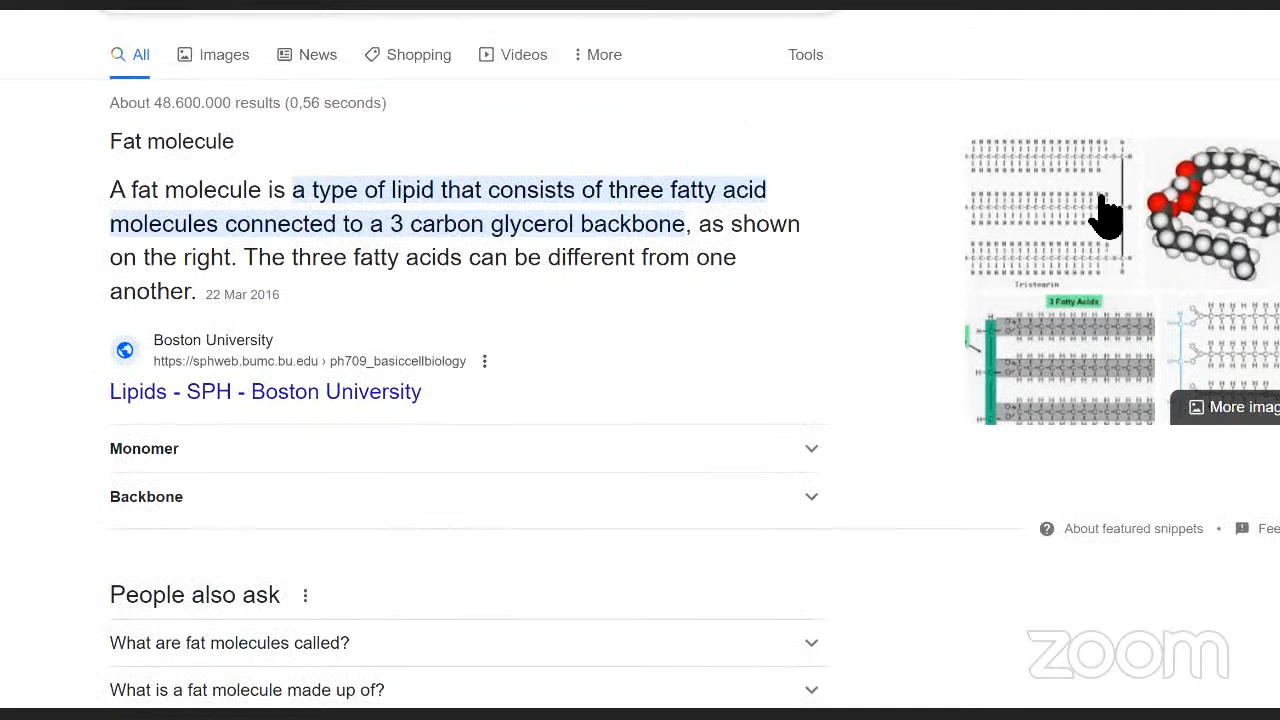 All Images News Shopping Videos More Tools
About 48.600.000 results (0,56 seconds)
Fat molecule
A fat molecule is a type of lipid that consists of three fatty acid
molecules connected to a 3 carbon glycerol backbone, as shown
on the right. The three fatty acids can be different from one
another. 22 Mar 2016
Boston University
https://sphweb.bumc.bu.edu › ph709_basiccellbiology
Lipids - SPH - Boston University
Monomer
Backbone
Tristearin
3 Fatty Acids
More imag
About featured snippets • Fee
People also ask
What are fat molecules called?
What is a fat molecule made up of?
zoom